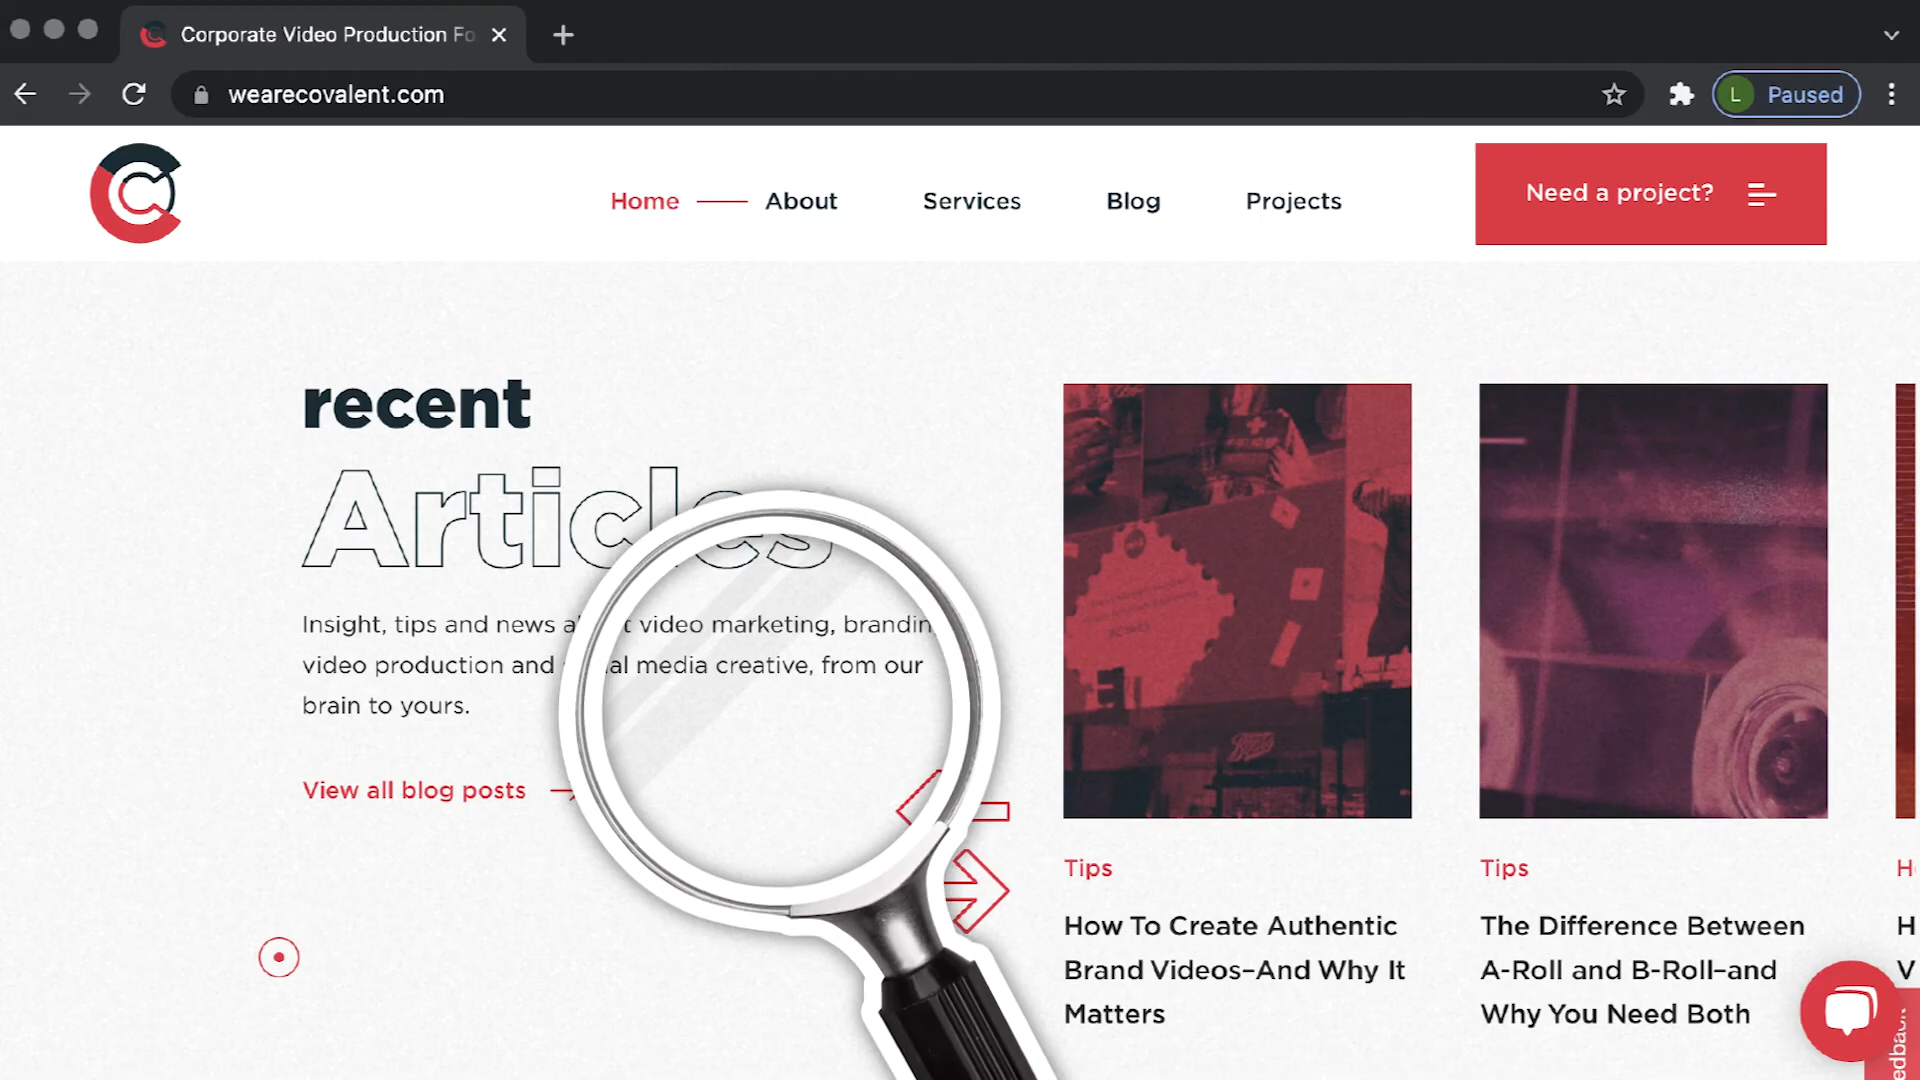 Corporate Video Production Fo
wearecovalent.com
L Paused
Home
About
Services
Blog
Projects
Need a project?
recent
Articles
Insight, tips and news a t video marketing, brandin
video production and al media creative, from our
brain to yours.
View all blog posts
Tips
How To Create Authentic
Brand Videos–And Why It
Matters
Tips
The Difference Between
A-Roll and B-Roll–and
Why You Need Both
H
H
V
edback